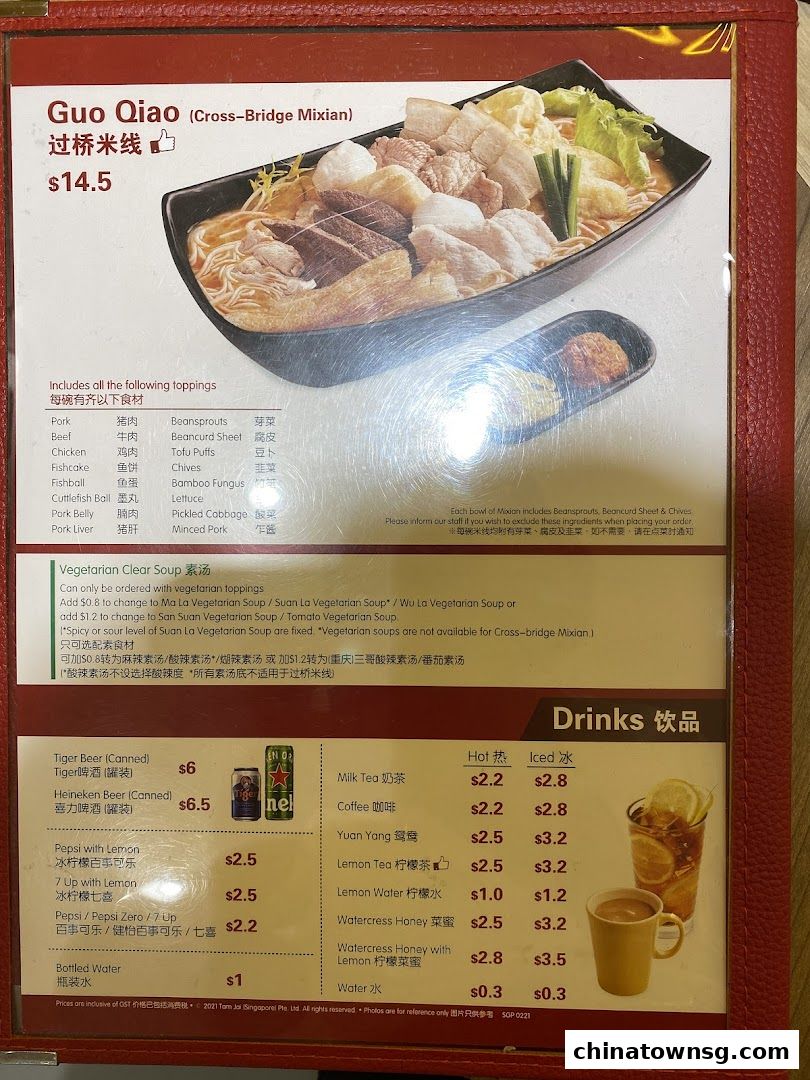 Guo Qiao (Cross-Bridge Mixian)
过桥米线
$14.5
Includes all the following toppings
每碗有齐以下食材
Pork 猪肉 Beansprouts 芽菜
Beef 牛肉 Beancurd Sheet 腐皮
Chicken 鸡肉 Tofu Puffs 豆卜
Fishcake 鱼饼 Chives 韭菜
Fishball 鱼蛋 Bamboo Fungus
Cuttlefish Ball 墨丸 Lettuce
Pork Belly 腩肉 Pickled Cabbage 酸菜
Pork Liver 猪肝 Minced Pork 乍酱
Each bowl of Mixian includes Beansprouts, Beancurd Sheet & Chives.
Please inform our staff if you wish to exclude these ingredients when placing your order.
※每碗米线均附有芽菜、腐皮及韭菜，如不需要，请在点菜时通知
Vegetarian Clear Soup 素汤
Can only be ordered with vegetarian toppings
Add $0.8 to change to Ma La Vegetarian Soup / Suan La Vegetarian Soup* / Wu La Vegetarian Soup or
add $1.2 to change to San Suan Vegetarian Soup / Tomato Vegetarian Soup.
(*Spicy or sour level of Suan La Vegetarian Soup are fixed. *Vegetarian soups are not available for Cross-bridge Mixian.)
只可选配素食材
可加$0.8转为麻辣素汤/酸辣素汤*/煳辣素汤 或 加$1.2转为(重庆)三哥酸辣素汤/番茄素汤
(*酸辣素汤不设选择酸辣度 *所有素汤底不适用于过桥米线)
Drinks 饮品
Hot 热 Iced 冰
Tiger Beer (Canned)
Tiger啤酒 (罐装) $6
Heineken Beer (Canned)
喜力啤酒 (罐装) $6.5
Pepsi with Lemon
冰柠檬百事可乐 $2.5
7 Up with Lemon
冰柠檬七喜 $2.5
Pepsi / Pepsi Zero / 7 Up
百事可乐 / 健怡百事可乐 / 七喜 $2.2
Bottled Water
瓶装水 $1
Milk Tea 奶茶 $2.2 $2.8
Coffee 咖啡 $2.2 $2.8
Yuan Yang 鸳鸯 $2.5 $3.2
Lemon Tea 柠檬茶 $2.5 $3.2
Lemon Water 柠檬水 $1.0 $1.2
Watercress Honey 菜蜜 $2.5 $3.2
Watercress Honey with
Lemon 柠檬菜蜜 $2.8 $3.5
Water 水 $0.3 $0.3
Tiger
Prices are inclusive of GST 价格已包括消费税 • © 2021 Tam Jai (Singapore) Pte. Ltd. All rights reserved. • Photos are for reference only 图片只供参考 SGP 0221
chinatownsg.com